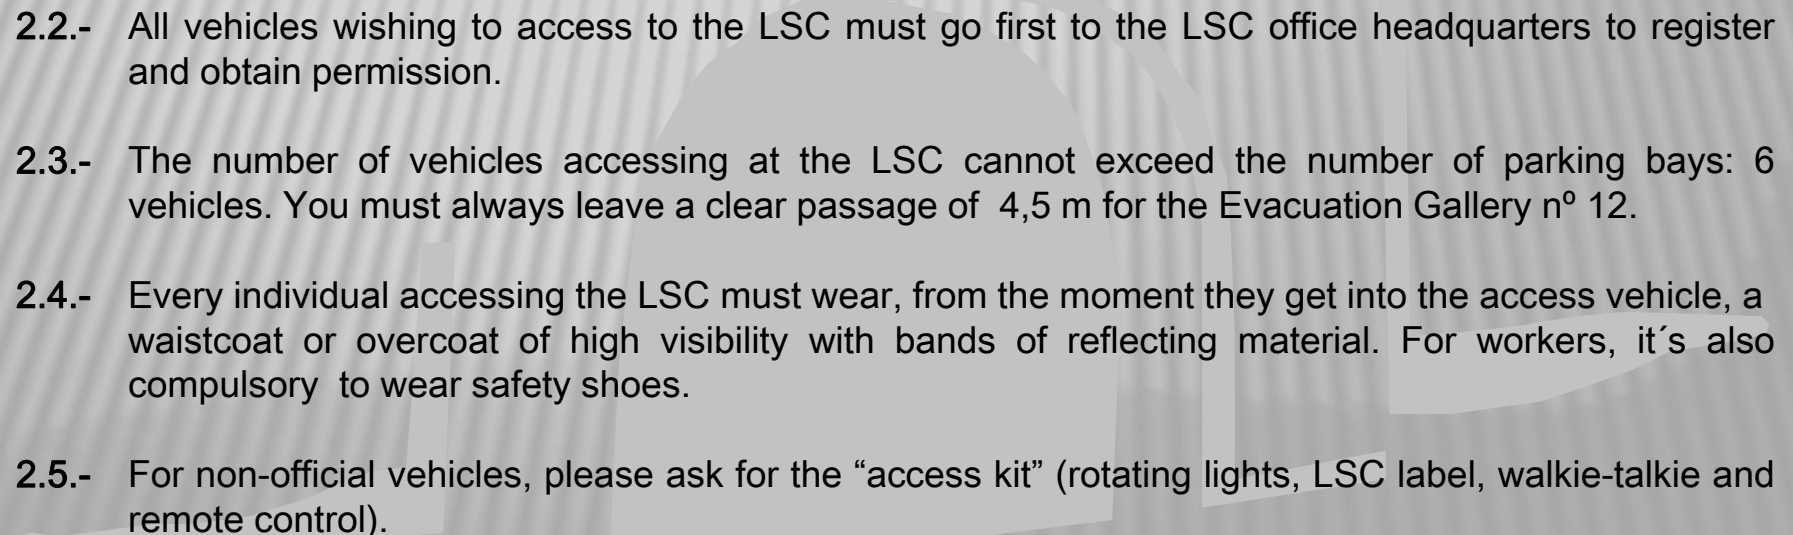 2.2.- All vehicles wishing to access to the LSC must go first to the LSC office headquarters to register
and obtain permission.
2.3.- The number of vehicles accessing at the LSC cannot exceed the number of parking bays: 6
vehicles. You must always leave a clear passage of 4,5 m for the Evacuation Gallery nº 12.
2.4.- Every individual accessing the LSC must wear, from the moment they get into the access vehicle, a
waistcoat or overcoat of high visibility with bands of reflecting material. For workers, it´s also
compulsory to wear safety shoes.
2.5.- For non-official vehicles, please ask for the “access kit” (rotating lights, LSC label, walkie-talkie and
remote control).